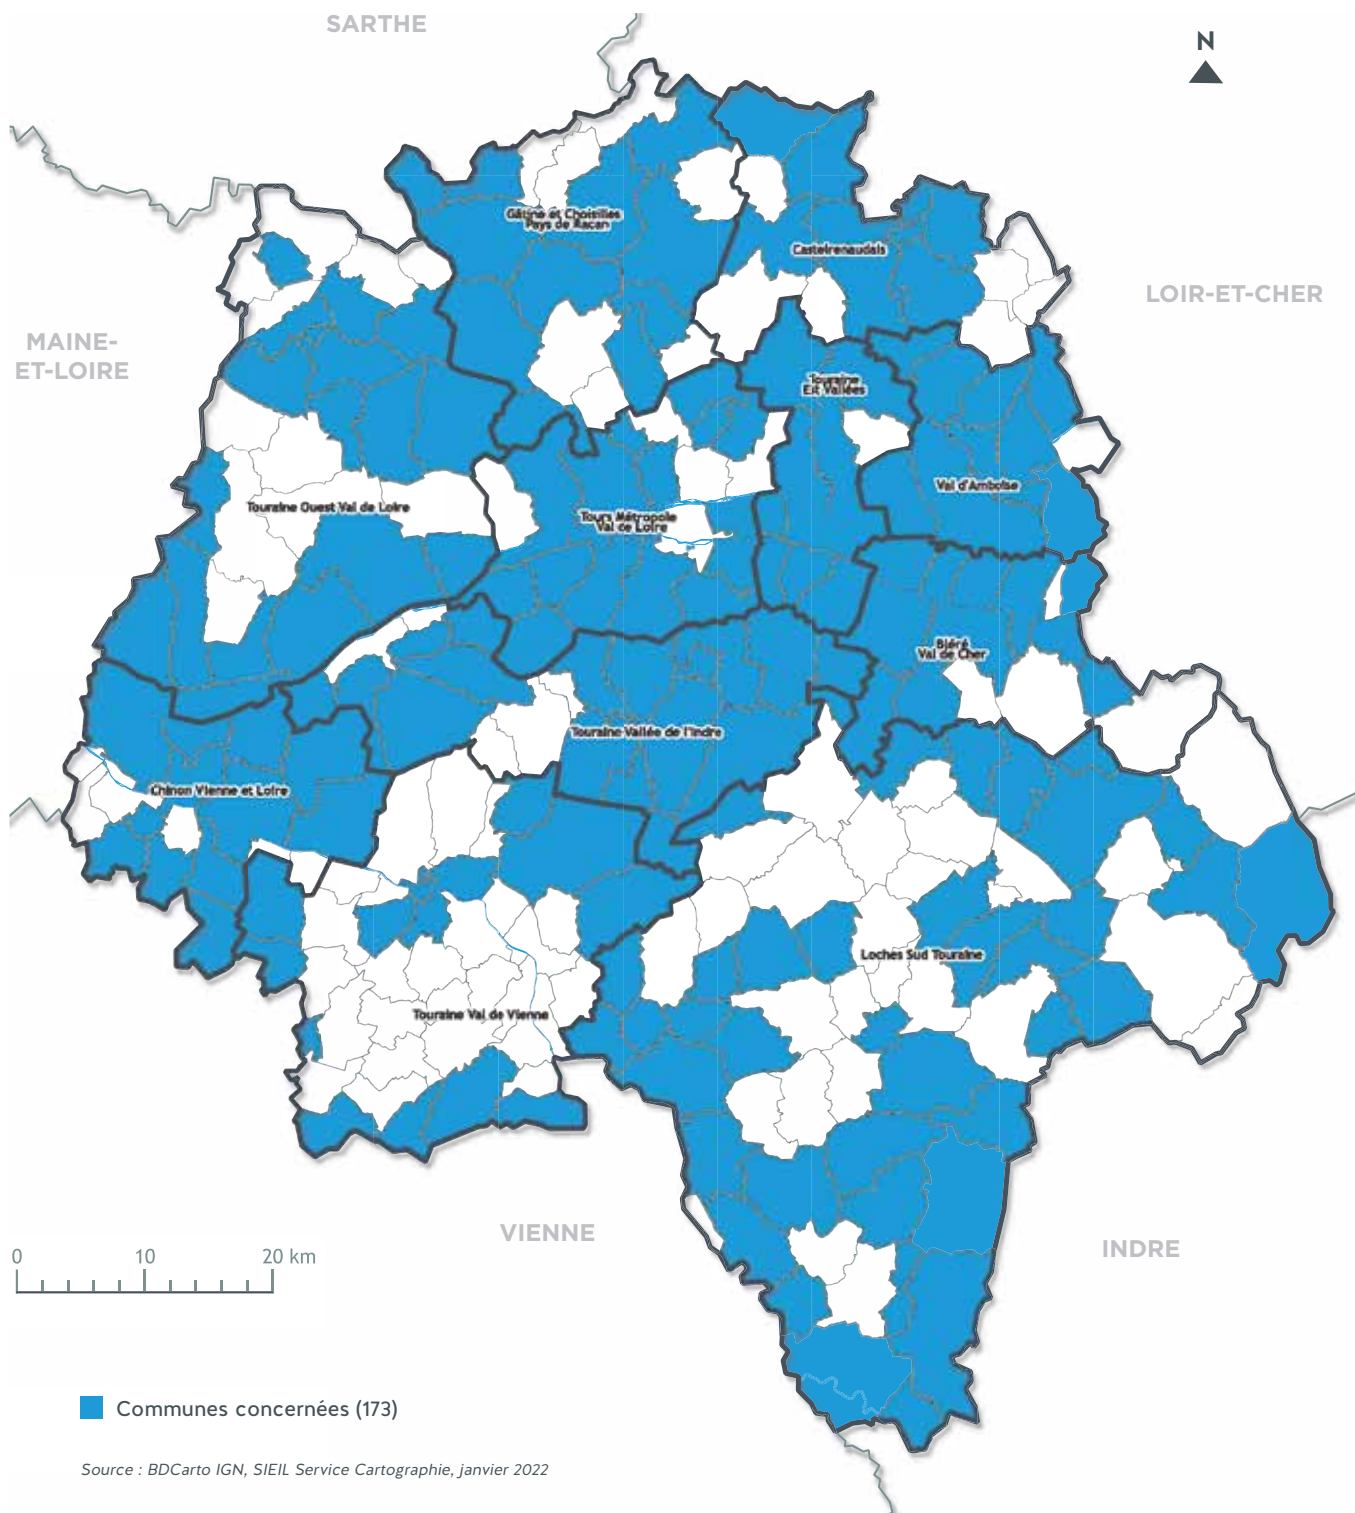 SARTHE
N
Gâtine et Choisilles
Pays de Racan
Castelrenaudais
LOIR-ET-CHER
MAINE-
ET-LOIRE
Touraine
Est Vallées
Val d'Amboise
Touraine Ouest Val de Loire
Tours Métropole
Val de Loire
Bléré
Val de Cher
Touraine Vallée de l'Indre
Chinon Vienne et Loire
Loches Sud Touraine
Touraine Val de Vienne
VIENNE
INDRE
0 10 20 km
Communes concernées (173)
Source : BDCarto IGN, SIEIL Service Cartographie, janvier 2022